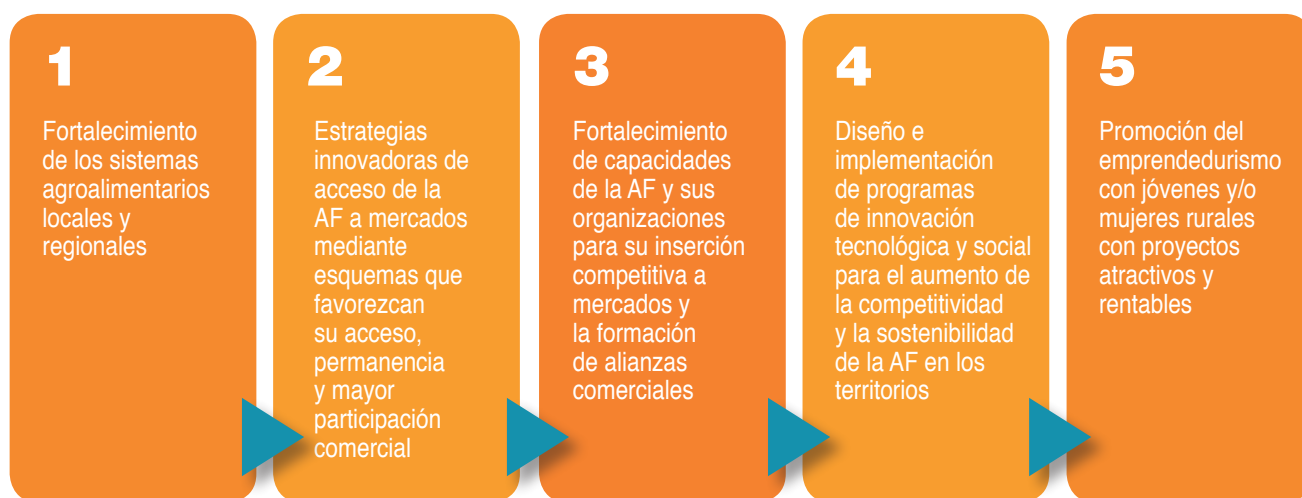 1
Fortalecimiento
de los sistemas
agroalimentarios
locales y
regionales
2
Estrategias
innovadoras de
acceso de la
AF a mercados
mediante
esquemas que
favorezcan
su acceso,
permanencia
y mayor
participación
comercial
3
Fortalecimiento
de capacidades
de la AF y sus
organizaciones
para su inserción
competitiva a
mercados y
la formación
de alianzas
comerciales
4
Diseño e
implementación
de programas
de innovación
tecnológica y social
para el aumento de
la competitividad
y la sostenibilidad
de la AF en los
territorios
5
Promoción del
emprendedurismo
con jóvenes y/o
mujeres rurales
con proyectos
atractivos y
rentables